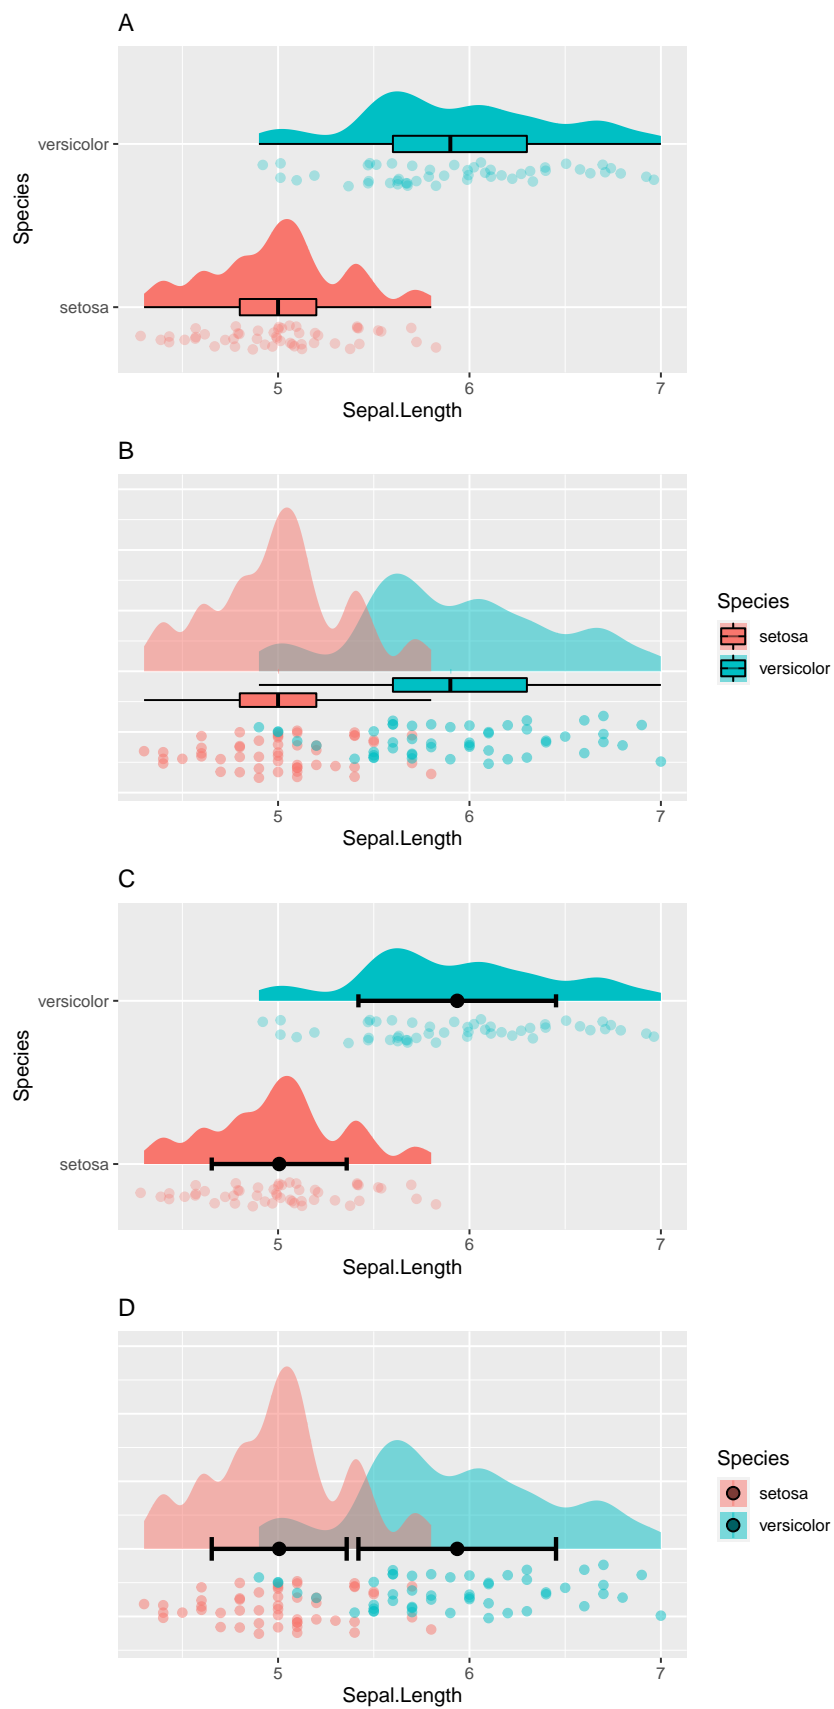 A
versicolor
Species
setosa
5 6 7
Sepal.Length
B
Species
setosa
versicolor
5 6 7
Sepal.Length
C
versicolor
Species
setosa
5 6 7
Sepal.Length
D
Species
setosa
versicolor
5 6 7
Sepal.Length